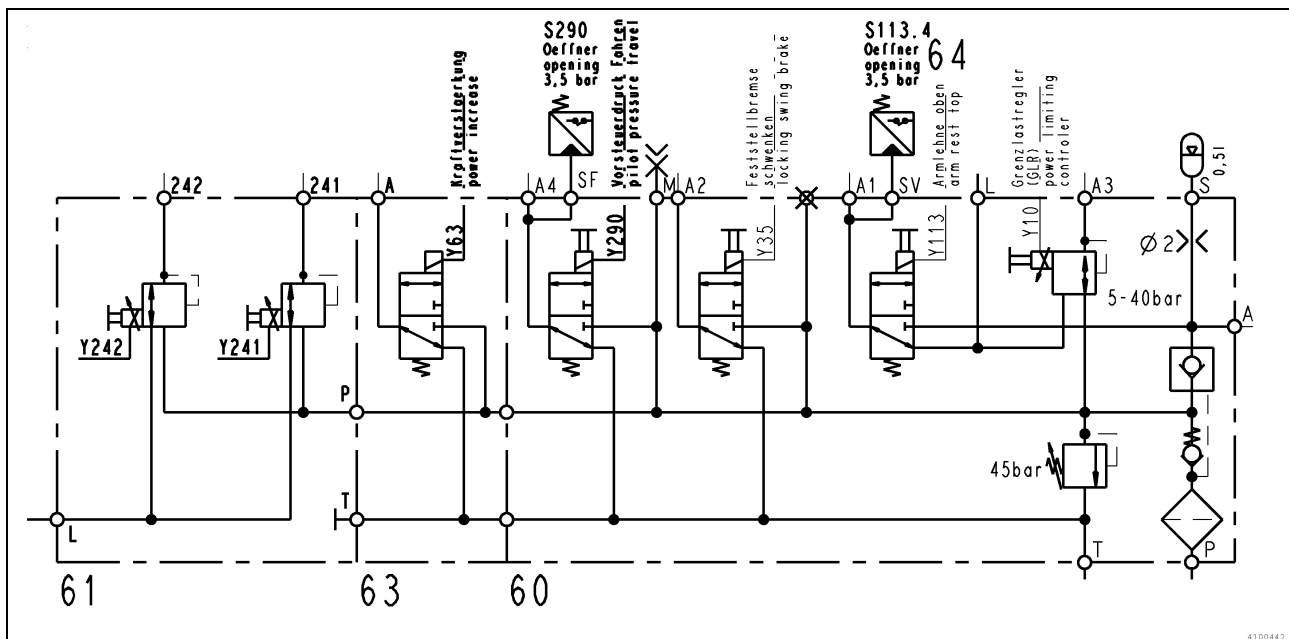 S290
Oeffner
opening
3,5 bar
S113.4
Oeffner
opening
3,5 bar
64
Kraftverstaerkung
power increase
Vorsteuerdruck Fahren
pilot pressure travel
Feststellbremse
schwenken
locking swing brake
Armlehne oben
arm rest top
Grenzlastregler
(GLR)
power limiting
controler
0,5l
242
241
A
A4
SF
M
A2
A1
SV
L
A3
S
Y63
Y290
Y35
Y113
Y10
Ø2
5-40bar
A
Y242
Y241
P
45bar
T
L
T
P
61
63
60
4100442